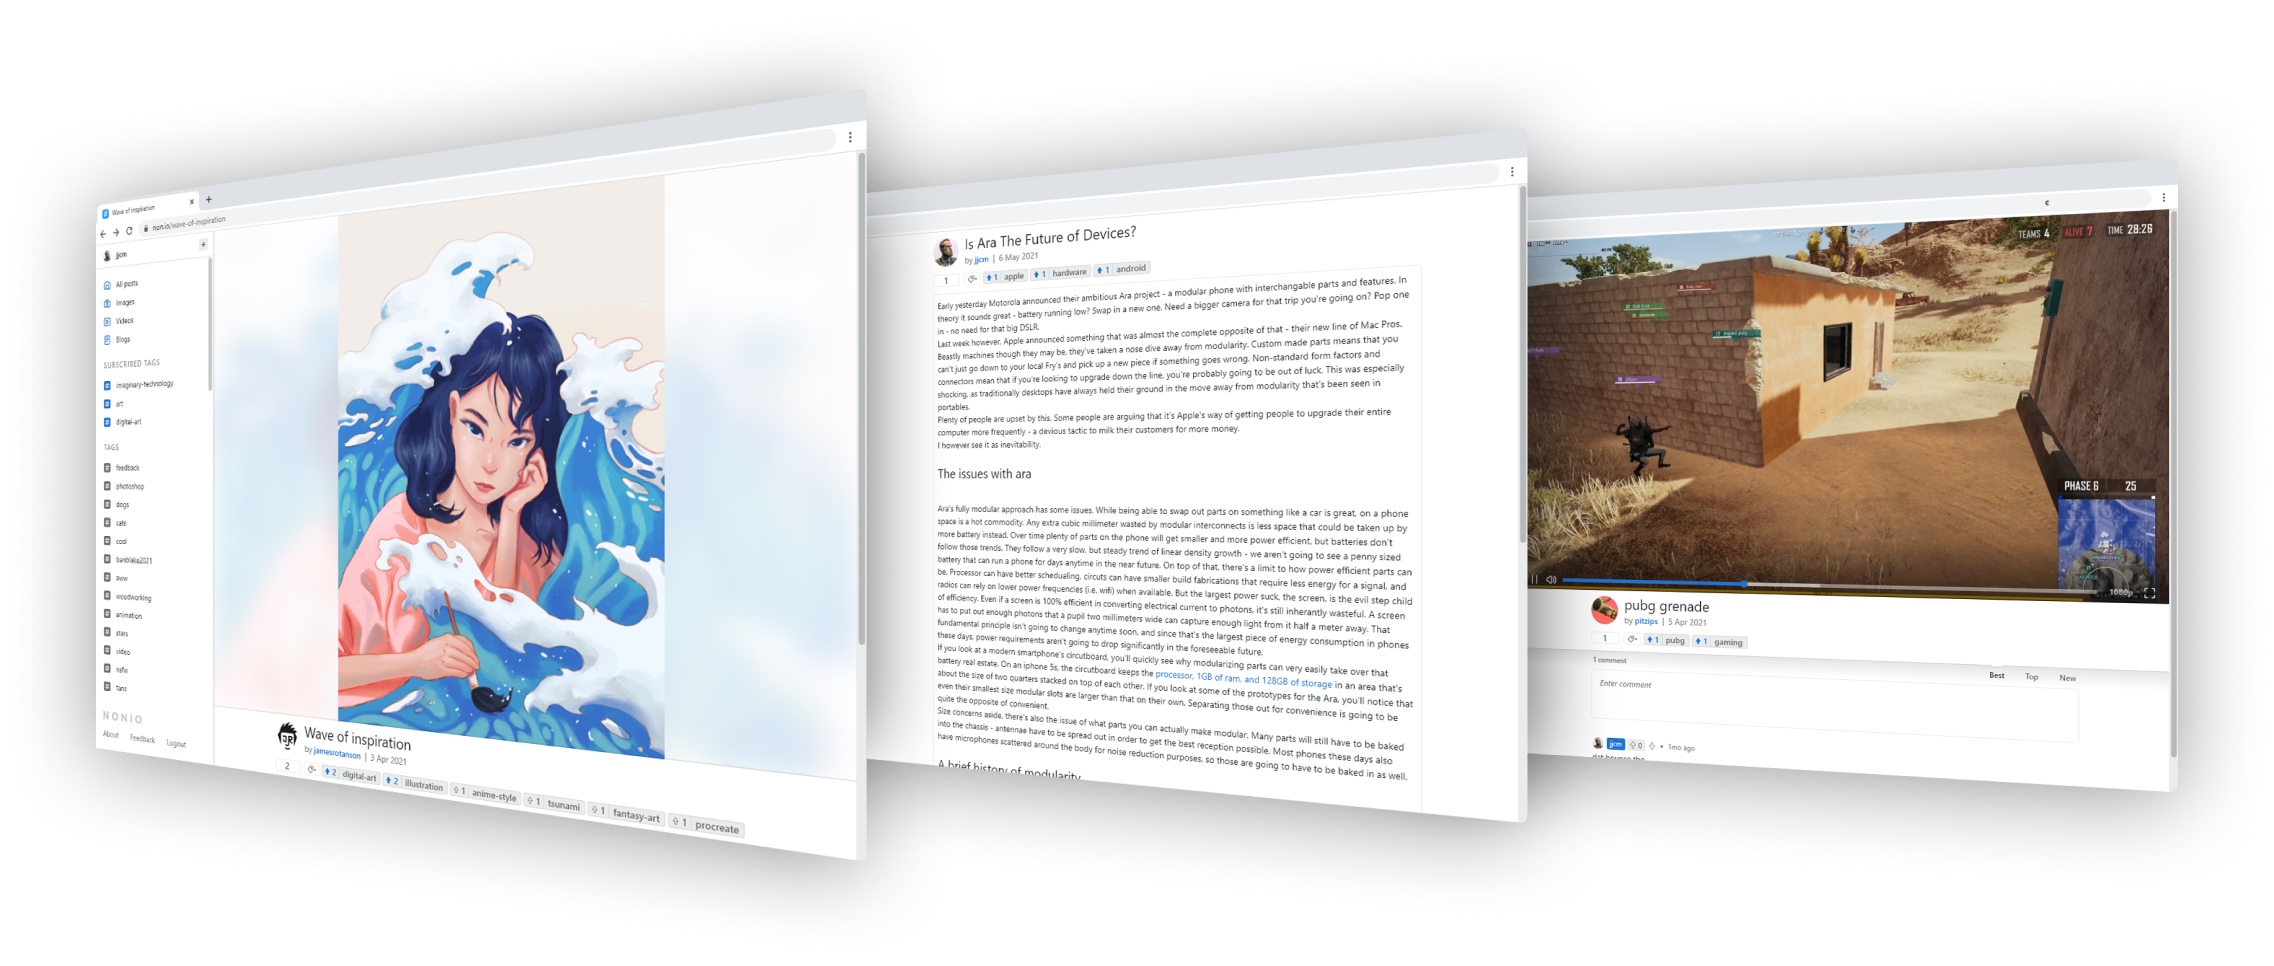 Wave of inspiration
non.io/wave-of-inspiration
jjcm
All posts
Images
Videos
Blogs
SUBSCRIBED TAGS
imaginary-technology
art
digital-art
TAGS
feedback
photoshop
dogs
cats
cool
banblake2021
aww
woodworking
animation
stars
video
nsfw
fans
NONIO
About Feedback Logout
Wave of inspiration
by jamesrotanson | 3 Apr 2021
2 2 digital-art 2 illustration 1 anime-style 1 tsunami 1 fantasy-art 1 procreate
Is Ara The Future of Devices?
by jjcm | 6 May 2021
1 1 apple 1 hardware 1 android
Early yesterday Motorola announced their ambitious Ara project - a modular phone with interchangable parts and features. In
theory it sounds great - battery running low? Swap in a new one. Need a bigger camera for that trip you're going on? Pop one
in - no need for that big DSLR.
Last week however, Apple announced something that was almost the complete opposite of that - their new line of Mac Pros.
Beastly machines though they may be, they've taken a nose dive away from modularity. Custom made parts means that you
can't just go down to your local Fry's and pick up a new piece if something goes wrong. Non-standard form factors and
connectors mean that if you're looking to upgrade down the line, you're probably going to be out of luck. This was especially
shocking, as traditionally desktops have always held their ground in the move away from modularity that's been seen in
portables.
Plenty of people are upset by this. Some people are arguing that it's Apple's way of getting people to upgrade their entire
computer more frequently - a devious tactic to milk their customers for more money.
I however see it as inevitability.
The issues with ara
Ara's fully modular approach has some issues. While being able to swap out parts on something like a car is great, on a phone
space is a hot commodity. Any extra cubic millimeter wasted by modular interconnects is less space that could be taken up by
more battery instead. Over time plenty of parts on the phone will get smaller and more power efficient, but batteries don't
follow those trends. They follow a very slow, but steady trend of linear density growth - we aren't going to see a penny sized
battery that can run a phone for days anytime in the near future. On top of that, there's a limit to how power efficient parts can
be. Processor can have better schedualing, circuts can have smaller build fabrications that require less energy for a signal, and
radios can rely on lower power frequencies (i.e. wifi) when available. But the largest power suck, the screen, is the evil step child
of efficiency. Even if a screen is 100% efficient in converting electrical current to photons, it's still inherantly wasteful. A screen
has to put out enough photons that a pupil two millimeters wide can capture enough light from it half a meter away. That
fundamental principle isn't going to change anytime soon, and since that's the largest piece of energy consumption in phones
these days, power requirements aren't going to drop significantly in the foreseeable future.
If you look at a modern smartphone's circutboard, you'll quickly see why modularizing parts can very easily take over that
battery real estate. On an iphone 5s, the circutboard keeps the processor, 1GB of ram, and 128GB of storage in an area that's
about the size of two quarters stacked on top of each other. If you look at some of the prototypes for the Ara, you'll notice that
even their smallest size modular slots are larger than that on their own. Separating those out for convenience is going to be
quite the opposite of convenient.
Size concerns aside, there's also the issue of what parts you can actually make modular. Many parts will still have to be baked
into the chassis - antennae have to be spread out in order to get the best reception possible. Most phones these days also
have microphones scattered around the body for noise reduction purposes, so those are going to have to be baked in as well.
A brief history of modularity
TEAMS 4 ALIVE 7 TIME 28:26
PHASE 6 25
1080p
pubg grenade
by pitzips | 5 Apr 2021
1 1 pubg 1 gaming
1 comment
Best Top New
Enter comment
jjcm 0 • 1mo ago